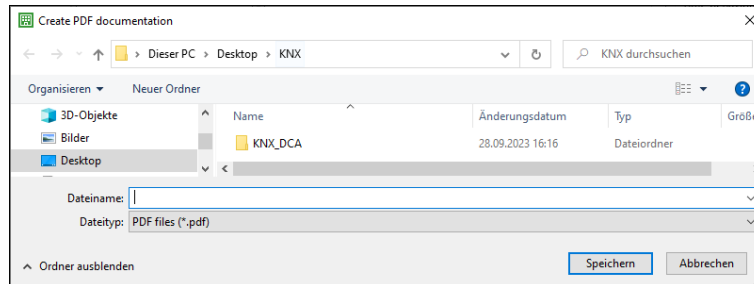 Create PDF documentation
Dieser PC › Desktop › KNX
KNX durchsuchen
Organisieren
Neuer Ordner
3D-Objekte
Bilder
Desktop
Name
Änderungsdatum
Typ
Größe
KNX_DCA
28.09.2023 16:16
Dateiordner
Dateiname:
Dateityp: PDF files (*.pdf)
Ordner ausblenden
Speichern
Abbrechen